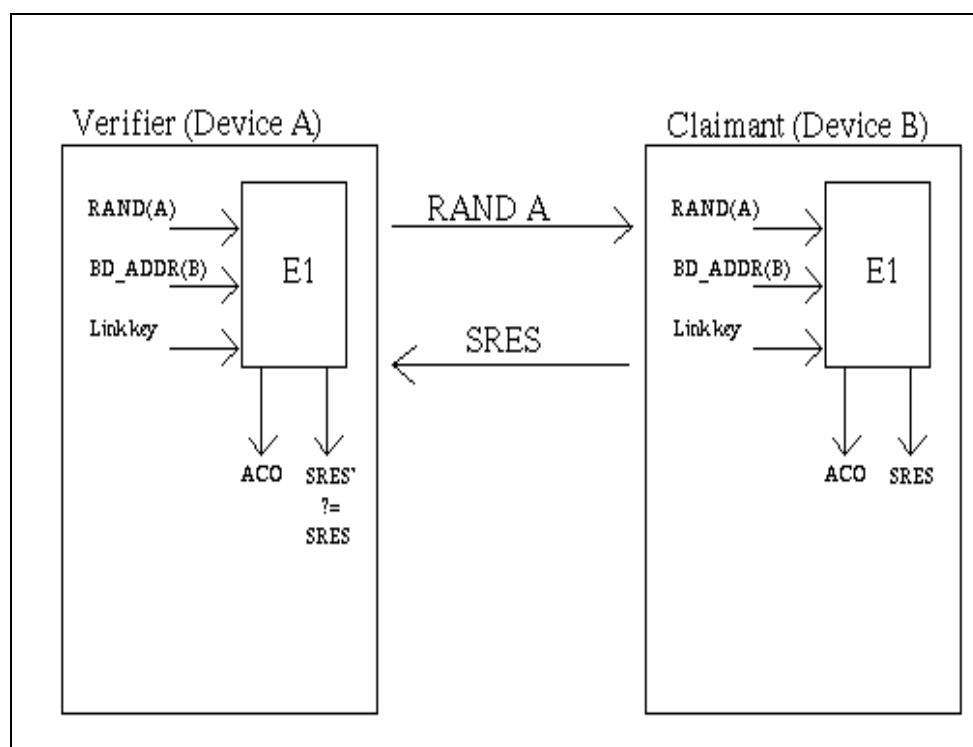 Verifier (Device A)
RAND(A)
BD_ADDR(B)
Linkkey
E1
ACO
SRES'
?=
SRES
RAND A
SRES
Claimant (Device B)
RAND(A)
BD_ADDR(B)
Linkkey
E1
ACO
SRES